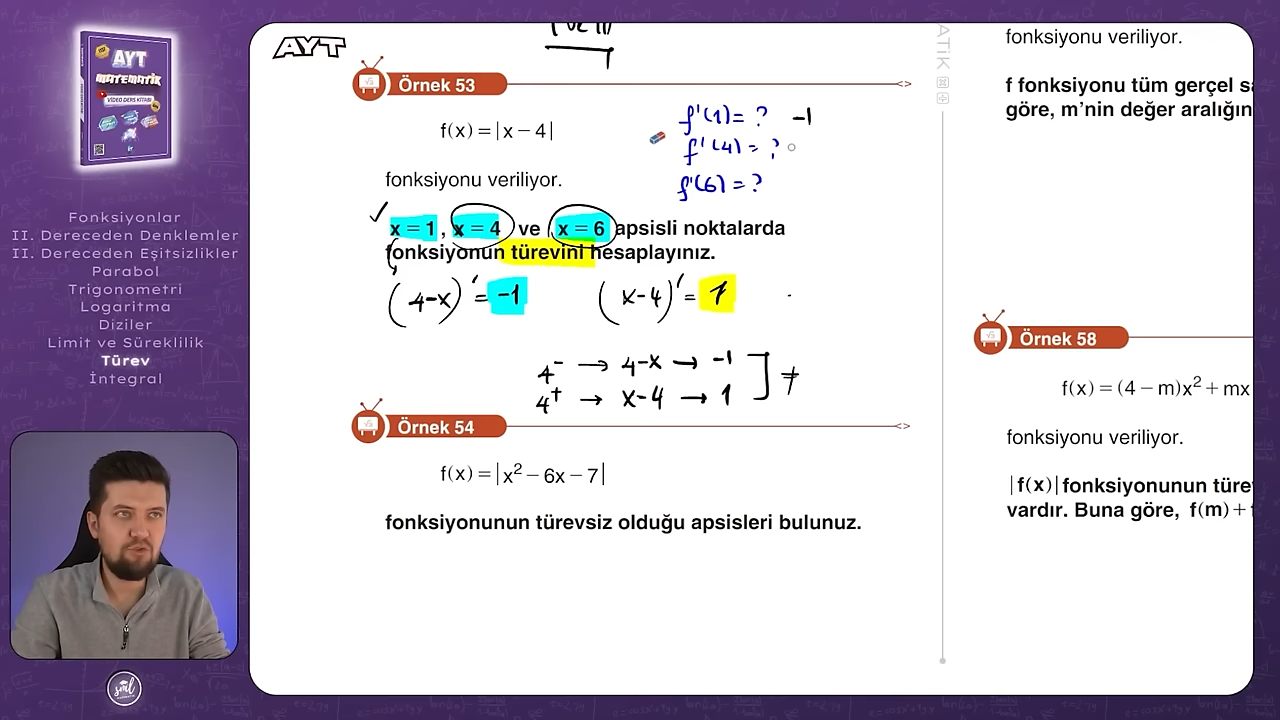 AYT
MATEMATİK
VİDEO DERS KİTABI
Fonksiyonlar
II. Dereceden Denklemler
II. Dereceden Eşitsizlikler
Parabol
Trigonometri
Logaritma
Diziler
Limit ve Süreklilik
Türev
İntegral
AYT
Örnek 53
f(x) = |x − 4|
f'(1) = ? -1
f'(4) = ?
f'(6) = ?
fonksiyonu veriliyor.
x = 1, x = 4 ve x = 6 apsisli noktalarda
fonksiyonun türevini hesaplayınız.
(4-x)' = -1 (x-4)' = 1
4⁻ → 4-x → -1
4⁺ → x-4 → 1
≠
Örnek 54
f(x) = |x² − 6x − 7|
fonksiyonunun türevsiz olduğu apsisleri bulunuz.
ATİK
fonksiyonu veriliyor.
f fonksiyonu tüm gerçel
göre, m'nin değer aralığın
Örnek 58
f(x) = (4 − m)x² + mx
fonksiyonu veriliyor.
|f(x)| fonksiyonunun türe
vardır. Buna göre, f(m) +